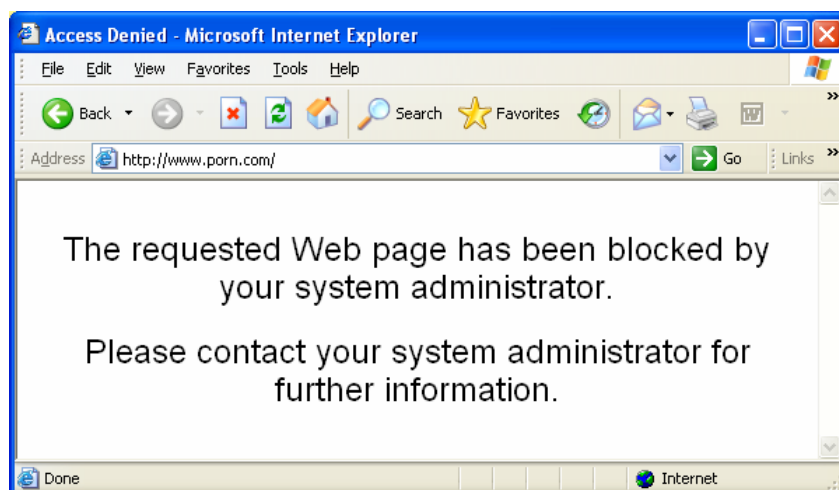 Access Denied - Microsoft Internet Explorer
File Edit View Favorites Tools Help
Back Search Favorites W »
Address http://www.porn.com/ Go Links »
The requested Web page has been blocked by
your system administrator.
Please contact your system administrator for
further information.
Done Internet